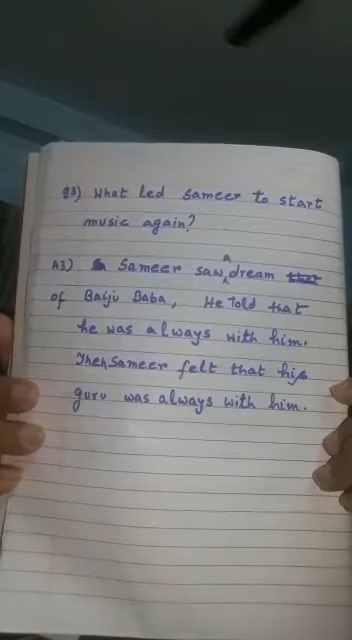 Q3) What led Sameer to start
music again?
A3) Sameer saw a dream
of Baiju Baba, He told that
he was always with him.
Then, Sameer felt that his
guru was always with him.